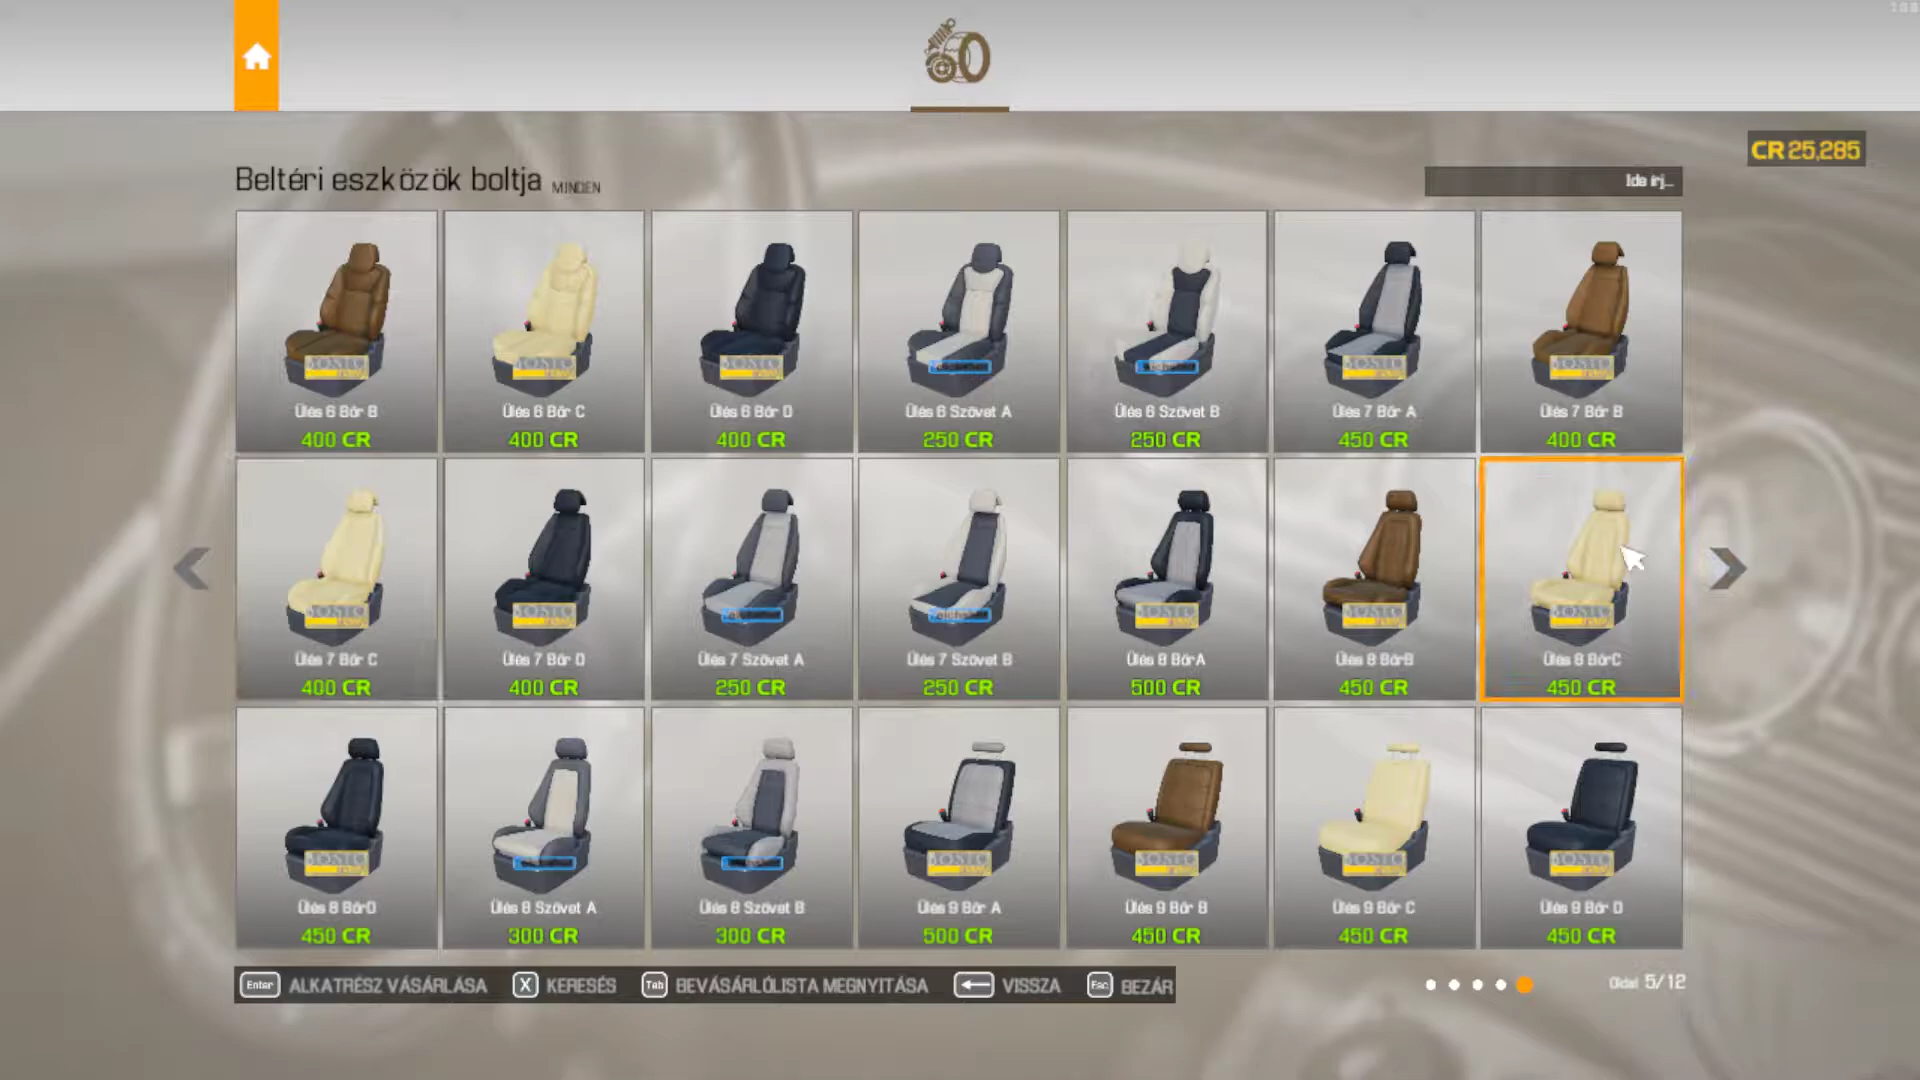 CR 25,285
Beltéri eszközök boltja MINDEN
Ide írj...
Ülés 6 Bőr B
400 CR
Ülés 6 Bőr C
400 CR
Ülés 6 Bőr D
400 CR
Ülés 6 Szövet A
250 CR
Ülés 6 Szövet B
250 CR
Ülés 7 Bőr A
450 CR
Ülés 7 Bőr B
400 CR
Ülés 7 Bőr C
400 CR
Ülés 7 Bőr D
400 CR
Ülés 7 Szövet A
250 CR
Ülés 7 Szövet B
250 CR
Ülés 8 BőrA
500 CR
Ülés 8 BőrB
450 CR
Ülés 8 BőrC
450 CR
Ülés 8 BőrD
450 CR
Ülés 8 Szövet A
300 CR
Ülés 8 Szövet B
300 CR
Ülés 9 Bőr A
500 CR
Ülés 9 Bőr B
450 CR
Ülés 9 Bőr C
450 CR
Ülés 9 Bőr D
450 CR
Enter ALKATRÉSZ VÁSÁRLÁSA X KERESÉS Tab BEVÁSÁRLÓLISTA MEGNYITÁSA VISSZA Esc BEZÁR
Oldal 5/12